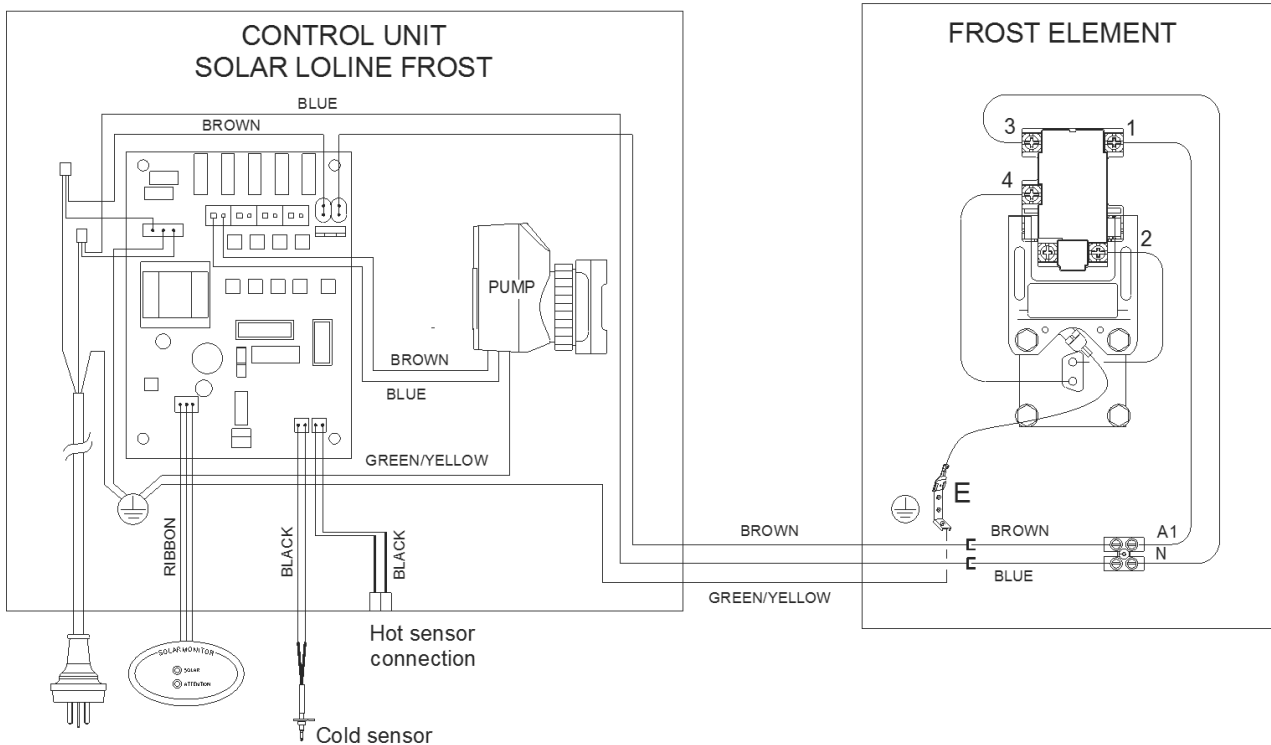 CONTROL UNIT
SOLAR LOLINE FROST
BLUE
BROWN
PUMP
BROWN
BLUE
GREEN/YELLOW
RIBBON
BLACK
BLACK
SOLAR MONITOR
SOLAR
ATTENTION
Hot sensor
connection
Cold sensor
BROWN
GREEN/YELLOW
FROST ELEMENT
3
1
4
2
E
BROWN
A1
N
BLUE